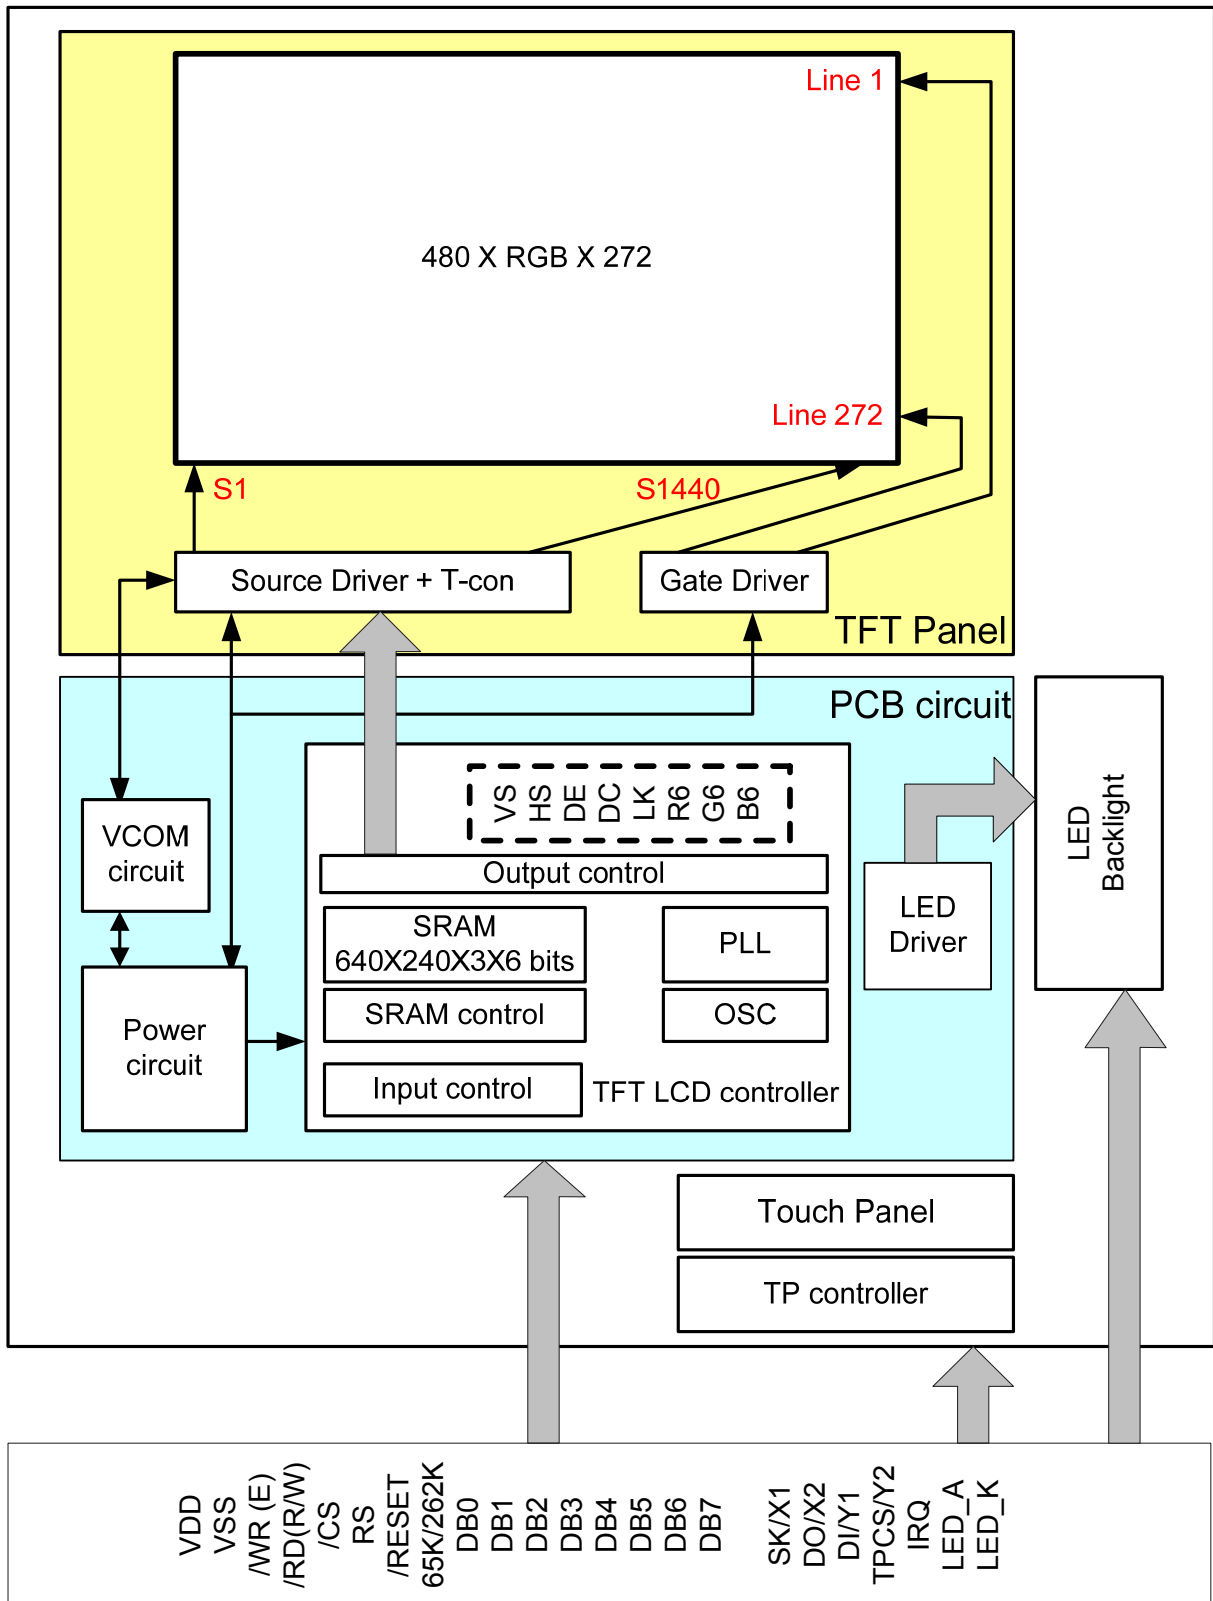 Line 1
480 X RGB X 272
Line 272
S1
S1440
Source Driver + T-con
Gate Driver
TFT Panel
PCB circuit
VS
HS
DE
DC
LK
R6
G6
B6
VCOM
circuit
Output control
LED
Driver
LED
Backlight
SRAM
640X240X3X6 bits
PLL
SRAM control
OSC
Power
circuit
Input control
TFT LCD controller
Touch Panel
TP controller
VDD
VSS
/WR (E)
/RD(R/W)
/CS
RS
/RESET
65K/262K
DB0
DB1
DB2
DB3
DB4
DB5
DB6
DB7
SK/X1
DO/X2
DI/Y1
TPCS/Y2
IRQ
LED_A
LED_K